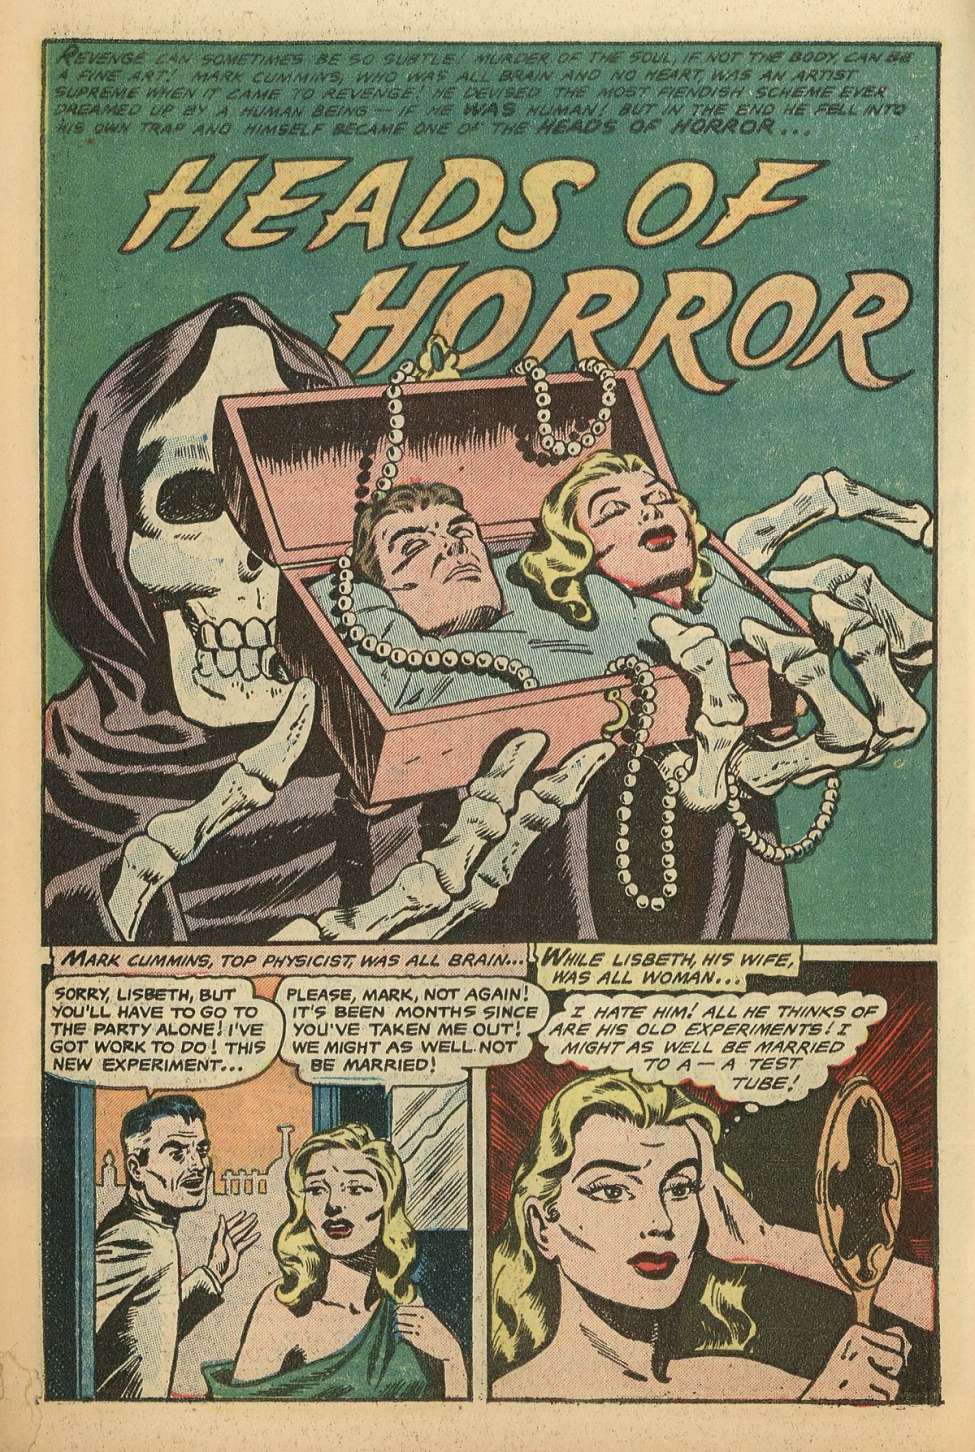 REVENGE CAN SOMETIMES BE SO SUBTLE! MURDER OF THE SOUL, IF NOT THE BODY, CAN BE
A FINE ART! MARK CUMMINS, WHO WAS ALL BRAIN AND NO HEART, WAS AN ARTIST
SUPREME WHEN IT CAME TO REVENGE! HE DEVISED THE MOST FIENDISH SCHEME EVER
DREAMED UP BY A HUMAN BEING — IF HE WAS HUMAN! BUT IN THE END HE FELL INTO
HIS OWN TRAP AND HIMSELF BECAME ONE OF THE HEADS OF HORROR...
HEADS OF
HORROR
MARK CUMMINS, TOP PHYSICIST, WAS ALL BRAIN...
SORRY, LISBETH, BUT
YOU'LL HAVE TO GO TO
THE PARTY ALONE! I'VE
GOT WORK TO DO! THIS
NEW EXPERIMENT...
PLEASE, MARK, NOT AGAIN!
IT'S BEEN MONTHS SINCE
YOU'VE TAKEN ME OUT!
WE MIGHT AS WELL NOT
BE MARRIED!
WHILE LISBETH, HIS WIFE,
WAS ALL WOMAN...
I HATE HIM! ALL HE THINKS OF
ARE HIS OLD EXPERIMENTS! I
MIGHT AS WELL BE MARRIED
TO A — A TEST
TUBE!